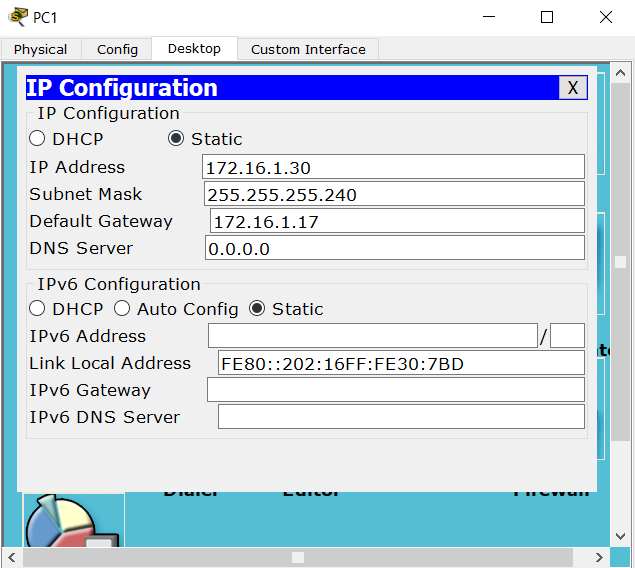 PC1
Physical Config Desktop Custom Interface
IP Configuration X
IP Configuration
DHCP Static
IP Address 172.16.1.30
Subnet Mask 255.255.255.240
Default Gateway 172.16.1.17
DNS Server 0.0.0.0
IPv6 Configuration
DHCP Auto Config Static
IPv6 Address /
Link Local Address FE80::202:16FF:FE30:7BD
IPv6 Gateway
IPv6 DNS Server
Dialer Editor Firewall